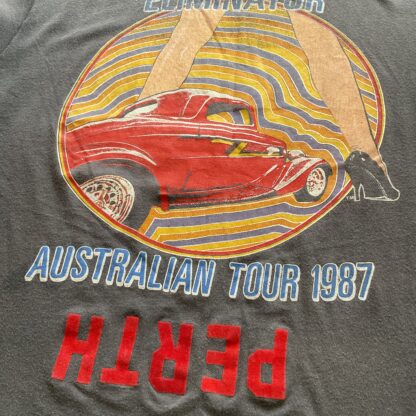 ELIMINATOR
AUSTRALIAN TOUR 1987
PERTH